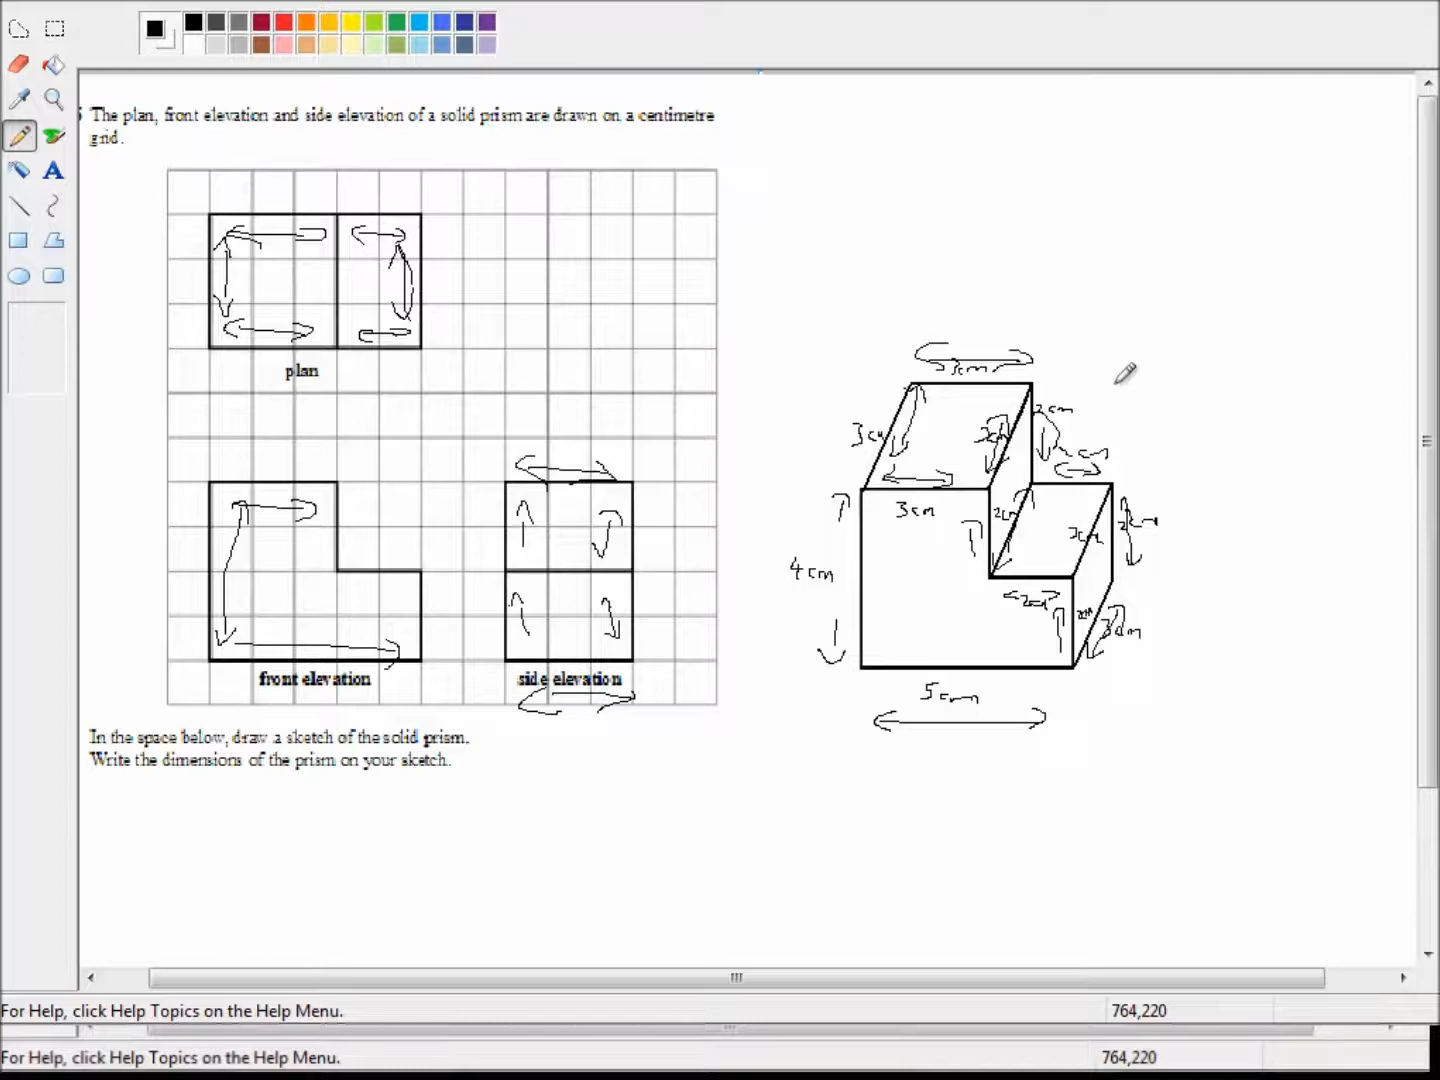 The plan, front elevation and side elevation of a solid prism are drawn on a centimetre
grid.
plan
front elevation
side elevation
In the space below, draw a sketch of the solid prism.
Write the dimensions of the prism on your sketch.
3cm
2cm
3cm
3cm
2cm
2cm
4cm
3cm
5cm
For Help, click Help Topics on the Help Menu.
764,220
For Help, click Help Topics on the Help Menu.
764,220